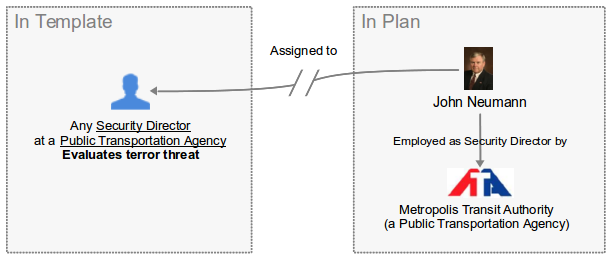 In Template
In Plan
Assigned to
John Neumann
Any Security Director
at a Public Transportation Agency
Evaluates terror threat
Employed as Security Director by
Metropolis Transit Authority
(a Public Transportation Agency)